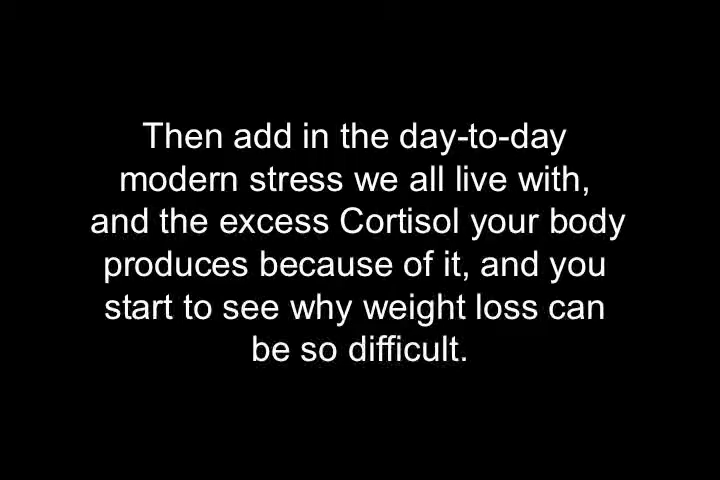 Then add in the day-to-day
modern stress we all live with,
and the excess Cortisol your body
produces because of it, and you
start to see why weight loss can
be so difficult.